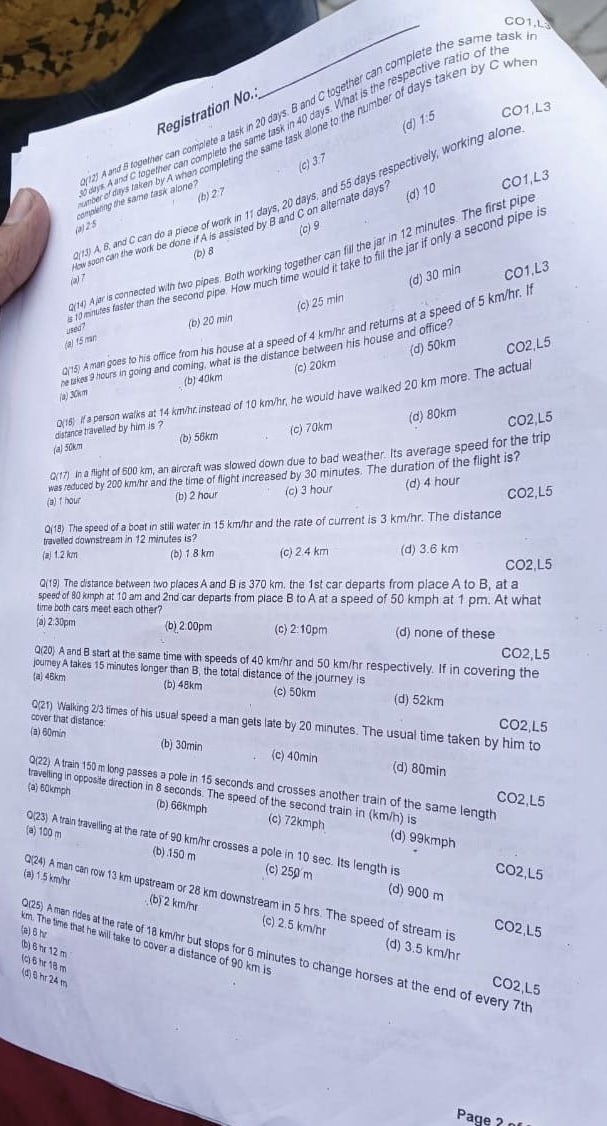 Registration No.:
CO1,L3
Q(12) A and B together can complete a task in 20 days. B and C together can complete the same task in
30 days. A and C together can complete the same task in 40 days. What is the respective ratio of the
number of days taken by A when completing the same task alone to the number of days taken by C when
completing the same task alone?
(a) 2:5 (b) 2:7 (c) 3:7 (d) 1:5
CO1,L3
Q(13) A, B, and C can do a piece of work in 11 days, 20 days, and 55 days respectively, working alone.
How soon can the work be done if A is assisted by B and C on alternate days?
(a) 7 (b) 8 (c) 9 (d) 10
CO1,L3
Q(14) A jar is connected with two pipes. Both working together can fill the jar in 12 minutes. The first pipe
is 10 minutes faster than the second pipe. How much time would it take to fill the jar if only a second pipe is
used?
(a) 15 min (b) 20 min (c) 25 min (d) 30 min
CO1,L3
Q(15) A man goes to his office from his house at a speed of 4 km/hr and returns at a speed of 5 km/hr. If
he takes 9 hours in going and coming, what is the distance between his house and office?
(a) 30km (b) 40km (c) 20km (d) 50km
CO2,L5
Q(16) If a person walks at 14 km/hr.instead of 10 km/hr, he would have walked 20 km more. The actual
distance travelled by him is ?
(a) 50km (b) 56km (c) 70km (d) 80km
CO2,L5
Q(17) In a flight of 600 km, an aircraft was slowed down due to bad weather. Its average speed for the trip
was reduced by 200 km/hr and the time of flight increased by 30 minutes. The duration of the flight is?
(a) 1 hour (b) 2 hour (c) 3 hour (d) 4 hour
CO2,L5
Q(18) The speed of a boat in still water in 15 km/hr and the rate of current is 3 km/hr. The distance
travelled downstream in 12 minutes is?
(a) 1.2 km (b) 1.8 km (c) 2.4 km (d) 3.6 km
CO2,L5
Q(19) The distance between two places A and B is 370 km. the 1st car departs from place A to B, at a
speed of 80 kmph at 10 am and 2nd car departs from place B to A at a speed of 50 kmph at 1 pm. At what
time both cars meet each other?
(a) 2:30pm (b) 2:00pm (c) 2:10pm (d) none of these
CO2,L5
Q(20) A and B start at the same time with speeds of 40 km/hr and 50 km/hr respectively. If in covering the
journey A takes 15 minutes longer than B, the total distance of the journey is
(a) 46km (b) 48km (c) 50km (d) 52km
CO2,L5
Q(21) Walking 2/3 times of his usual speed a man gets late by 20 minutes. The usual time taken by him to
cover that distance:
(a) 60min (b) 30min (c) 40min (d) 80min
CO2,L5
Q(22) A train 150 m long passes a pole in 15 seconds and crosses another train of the same length
travelling in opposite direction in 8 seconds. The speed of the second train in (km/h) is
(a) 60kmph (b) 66kmph (c) 72kmph (d) 99kmph
CO2,L5
Q(23) A train travelling at the rate of 90 km/hr crosses a pole in 10 sec. Its length is
(a) 100 m (b) 150 m (c) 250 m (d) 900 m
CO2,L5
Q(24) A man can row 13 km upstream or 28 km downstream in 5 hrs. The speed of stream is
(a) 1.5 km/hr (b) 2 km/hr (c) 2.5 km/hr (d) 3.5 km/hr
CO2,L5
Q(25) A man rides at the rate of 18 km/hr but stops for 6 minutes to change horses at the end of every 7th
km. The time that he will take to cover a distance of 90 km is
(a) 6 hr
(b) 6 hr 12 m
(c) 6 hr 18 m
(d) 6 hr 24 m
Page 2